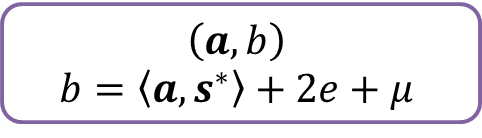 (𝒂, 𝑏)
𝑏 = ⟨𝒂, 𝒔*⟩ + 2𝑒 + 𝜇